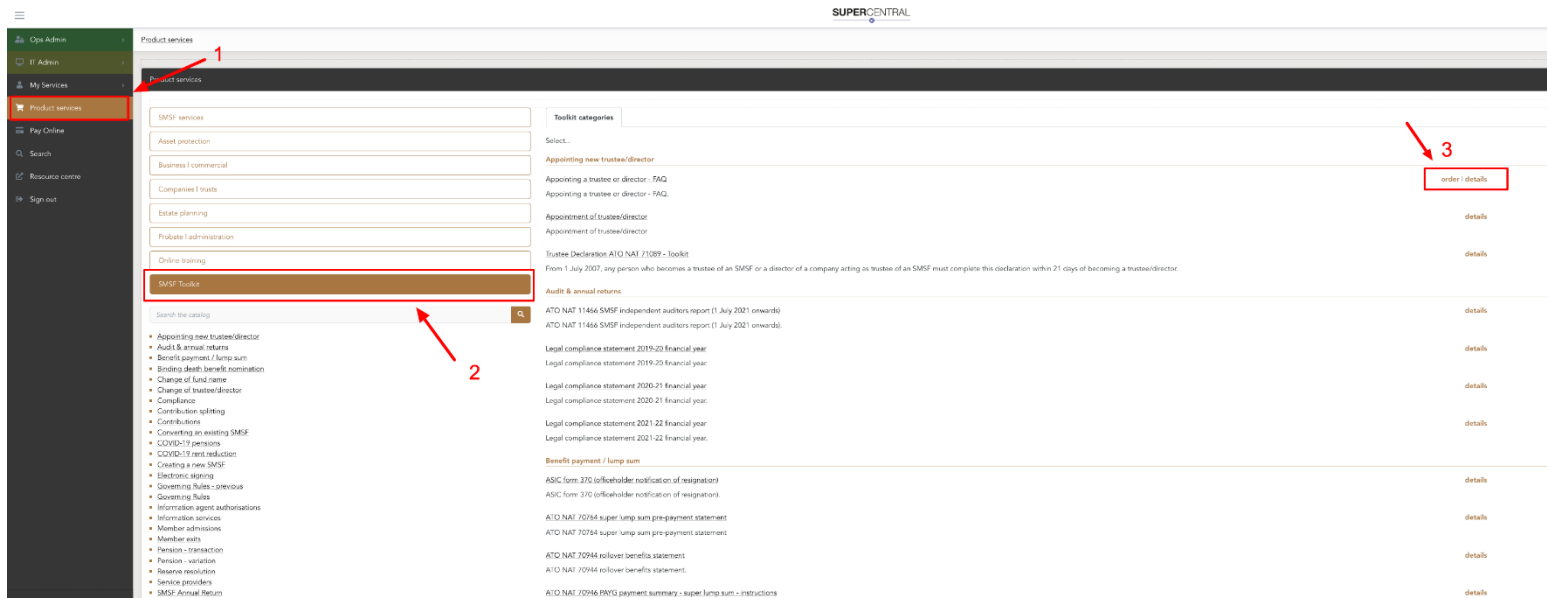 SUPERCENTRAL
Ops Admin
IT Admin
My Services
Product services
Pay Online
Search
Resource centre
Sign out
Product services
1
Product services
SMSF services
Asset protection
Business | commercial
Companies | trusts
Estate planning
Probate | administration
Online training
SMSF Toolkit
2
Search the catalog
Appointing new trustee/director
Audit & annual returns
Benefit payment / lump sum
Binding death benefit nomination
Change of fund name
Change of trustee/director
Compliance
Contribution splitting
Contributions
Converting an existing SMSF
COVID-19 pensions
COVID-19 rent reduction
Creating a new SMSF
Electronic signing
Governing Rules - previous
Governing Rules
Information agent authorisations
Information services
Member admissions
Member exits
Pension - transaction
Pension - variation
Reserve resolution
Service providers
SMSF Annual Return
Toolkit categories
Select...
3
Appointing new trustee/director
Appointing a trustee or director - FAQ
order | details
Appointing a trustee or director - FAQ.
Appointment of trustee/director
details
Appointment of trustee/director
Trustee Declaration ATO NAT 71089 - Toolkit
details
From 1 July 2007, any person who becomes a trustee of an SMSF or a director of a company acting as trustee of an SMSF must complete this declaration within 21 days of becoming a trustee/director.
Audit & annual returns
ATO NAT 11466 SMSF independent auditors report (1 July 2021 onwards)
details
ATO NAT 11466 SMSF independent auditors report (1 July 2021 onwards).
Legal compliance statement 2019-20 financial year
details
Legal compliance statement 2019-20 financial year.
Legal compliance statement 2020-21 financial year
details
Legal compliance statement 2020-21 financial year.
Legal compliance statement 2021-22 financial year
details
Legal compliance statement 2021-22 financial year.
Benefit payment / lump sum
ASIC form 370 (officeholder notification of resignation)
details
ASIC form 370 (officeholder notification of resignation).
ATO NAT 70764 super lump sum pre-payment statement
details
ATO NAT 70764 super lump sum pre-payment statement
ATO NAT 70944 rollover benefits statement
details
ATO NAT 70944 rollover benefits statement.
ATO NAT 70946 PAYG payment summary - super lump sum - instructions
details